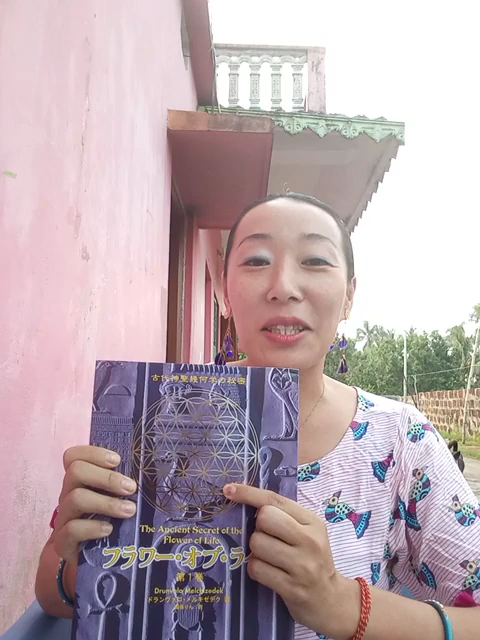 古代神聖幾何学の秘密
The Ancient Secret of the
Flower of Life
フラワー・オブ・ラ
第1巻
Drunvalo Melchizedek
ドランヴァロ・メルキゼデク 著